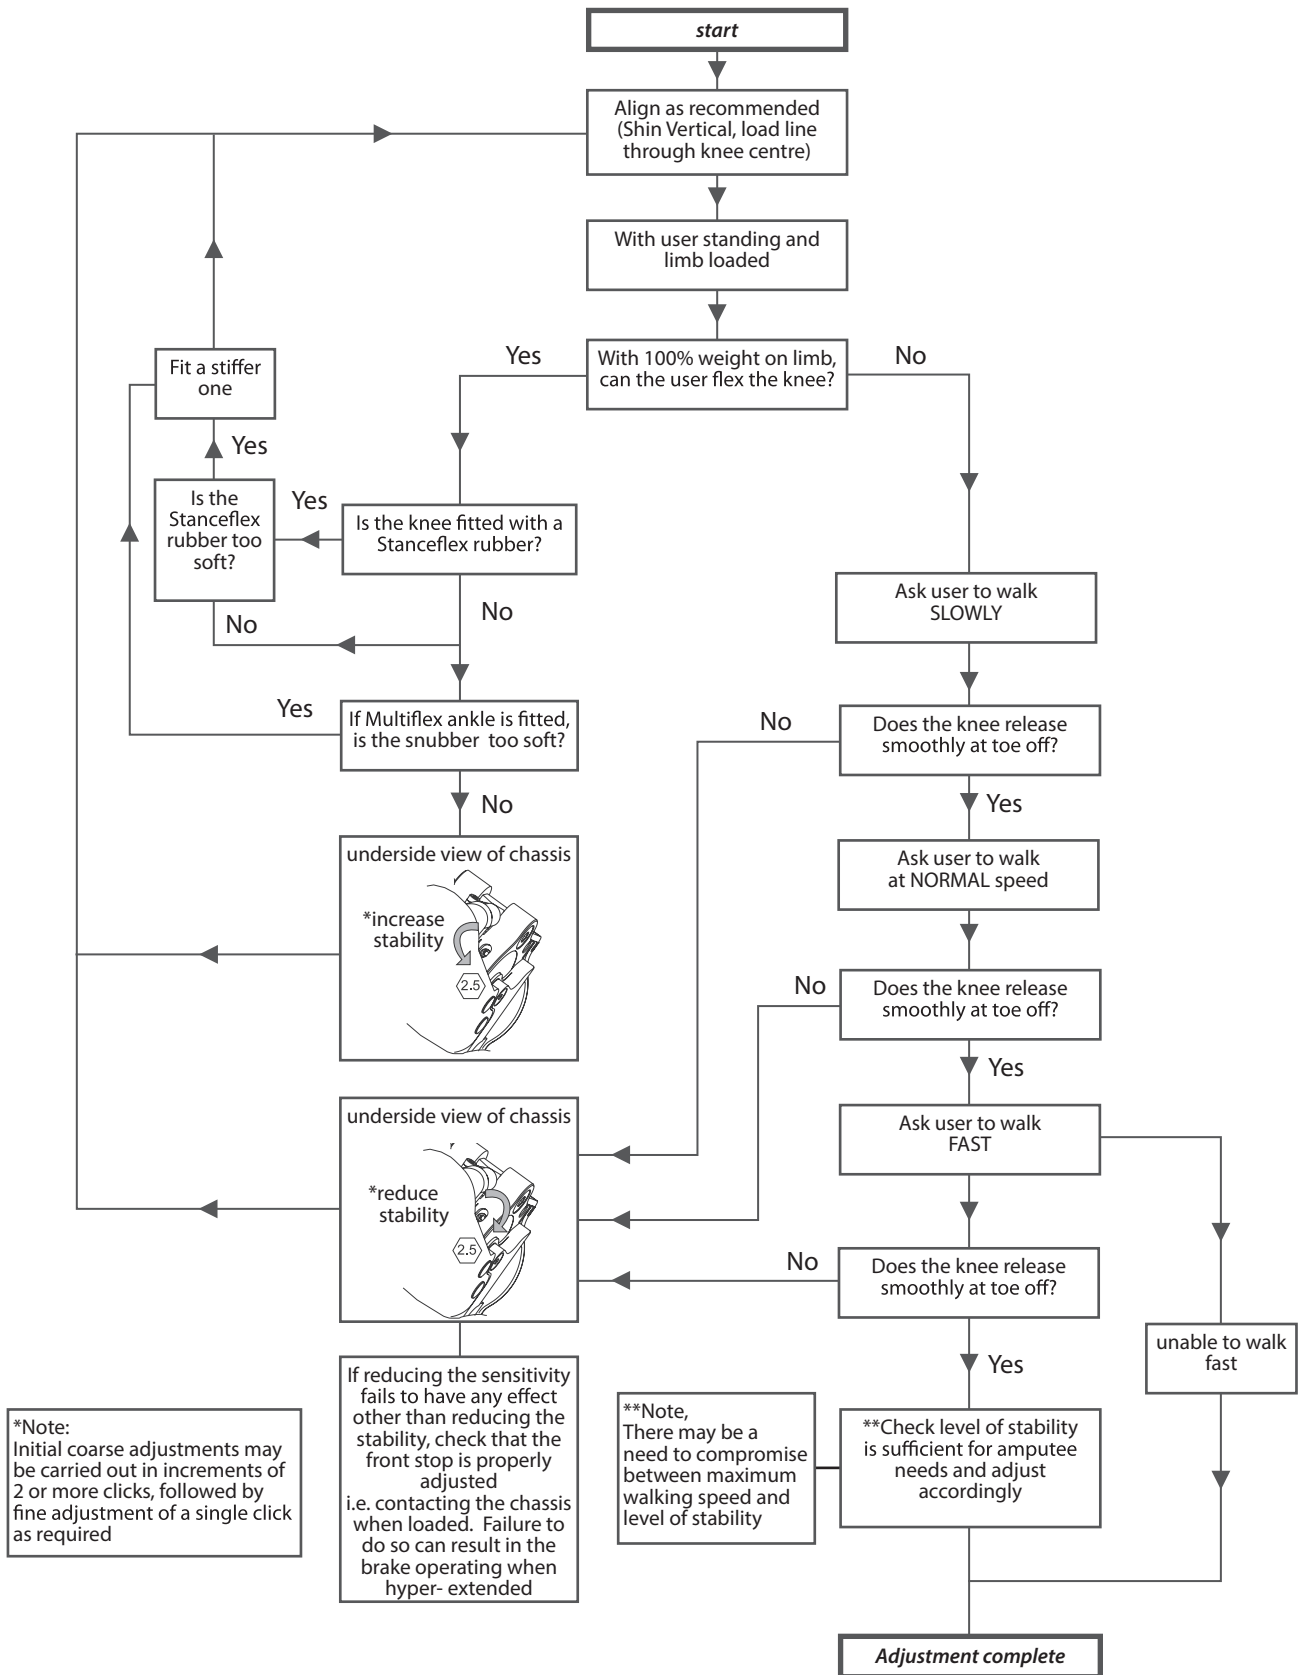 start
Align as recommended
(Shin Vertical, load line
through knee centre)
With user standing and
limb loaded
With 100% weight on limb,
can the user flex the knee?
Yes
No
Fit a stiffer
one
Yes
Is the
Stanceflex
rubber too
soft?
Yes
Is the knee fitted with a
Stanceflex rubber?
No
No
Yes
If Multiflex ankle is fitted,
is the snubber too soft?
No
underside view of chassis
*increase
stability
2.5
Ask user to walk
SLOWLY
Does the knee release
smoothly at toe off?
No
Yes
Ask user to walk
at NORMAL speed
Does the knee release
smoothly at toe off?
No
Yes
Ask user to walk
FAST
underside view of chassis
*reduce
stability
2.5
Does the knee release
smoothly at toe off?
No
Yes
unable to walk
fast
If reducing the sensitivity
fails to have any effect
other than reducing the
stability, check that the
front stop is properly
adjusted
i.e. contacting the chassis
when loaded. Failure to
do so can result in the
brake operating when
hyper- extended
*Note:
Initial coarse adjustments may
be carried out in increments of
2 or more clicks, followed by
fine adjustment of a single click
as required
**Note,
There may be a
need to compromise
between maximum
walking speed and
level of stability
**Check level of stability
is sufficient for amputee
needs and adjust
accordingly
Adjustment complete